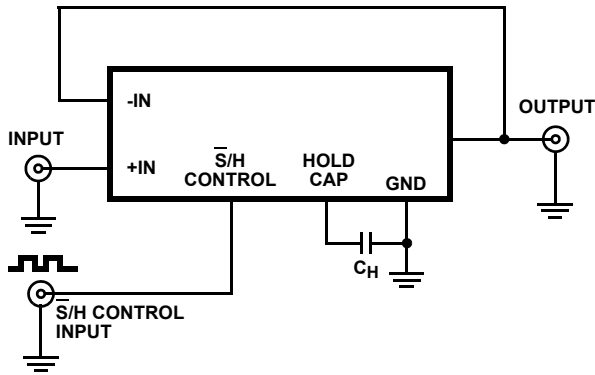 -IN
OUTPUT
INPUT
+IN
S̅/H
CONTROL
HOLD
CAP
GND
CH
S̅/H CONTROL
INPUT